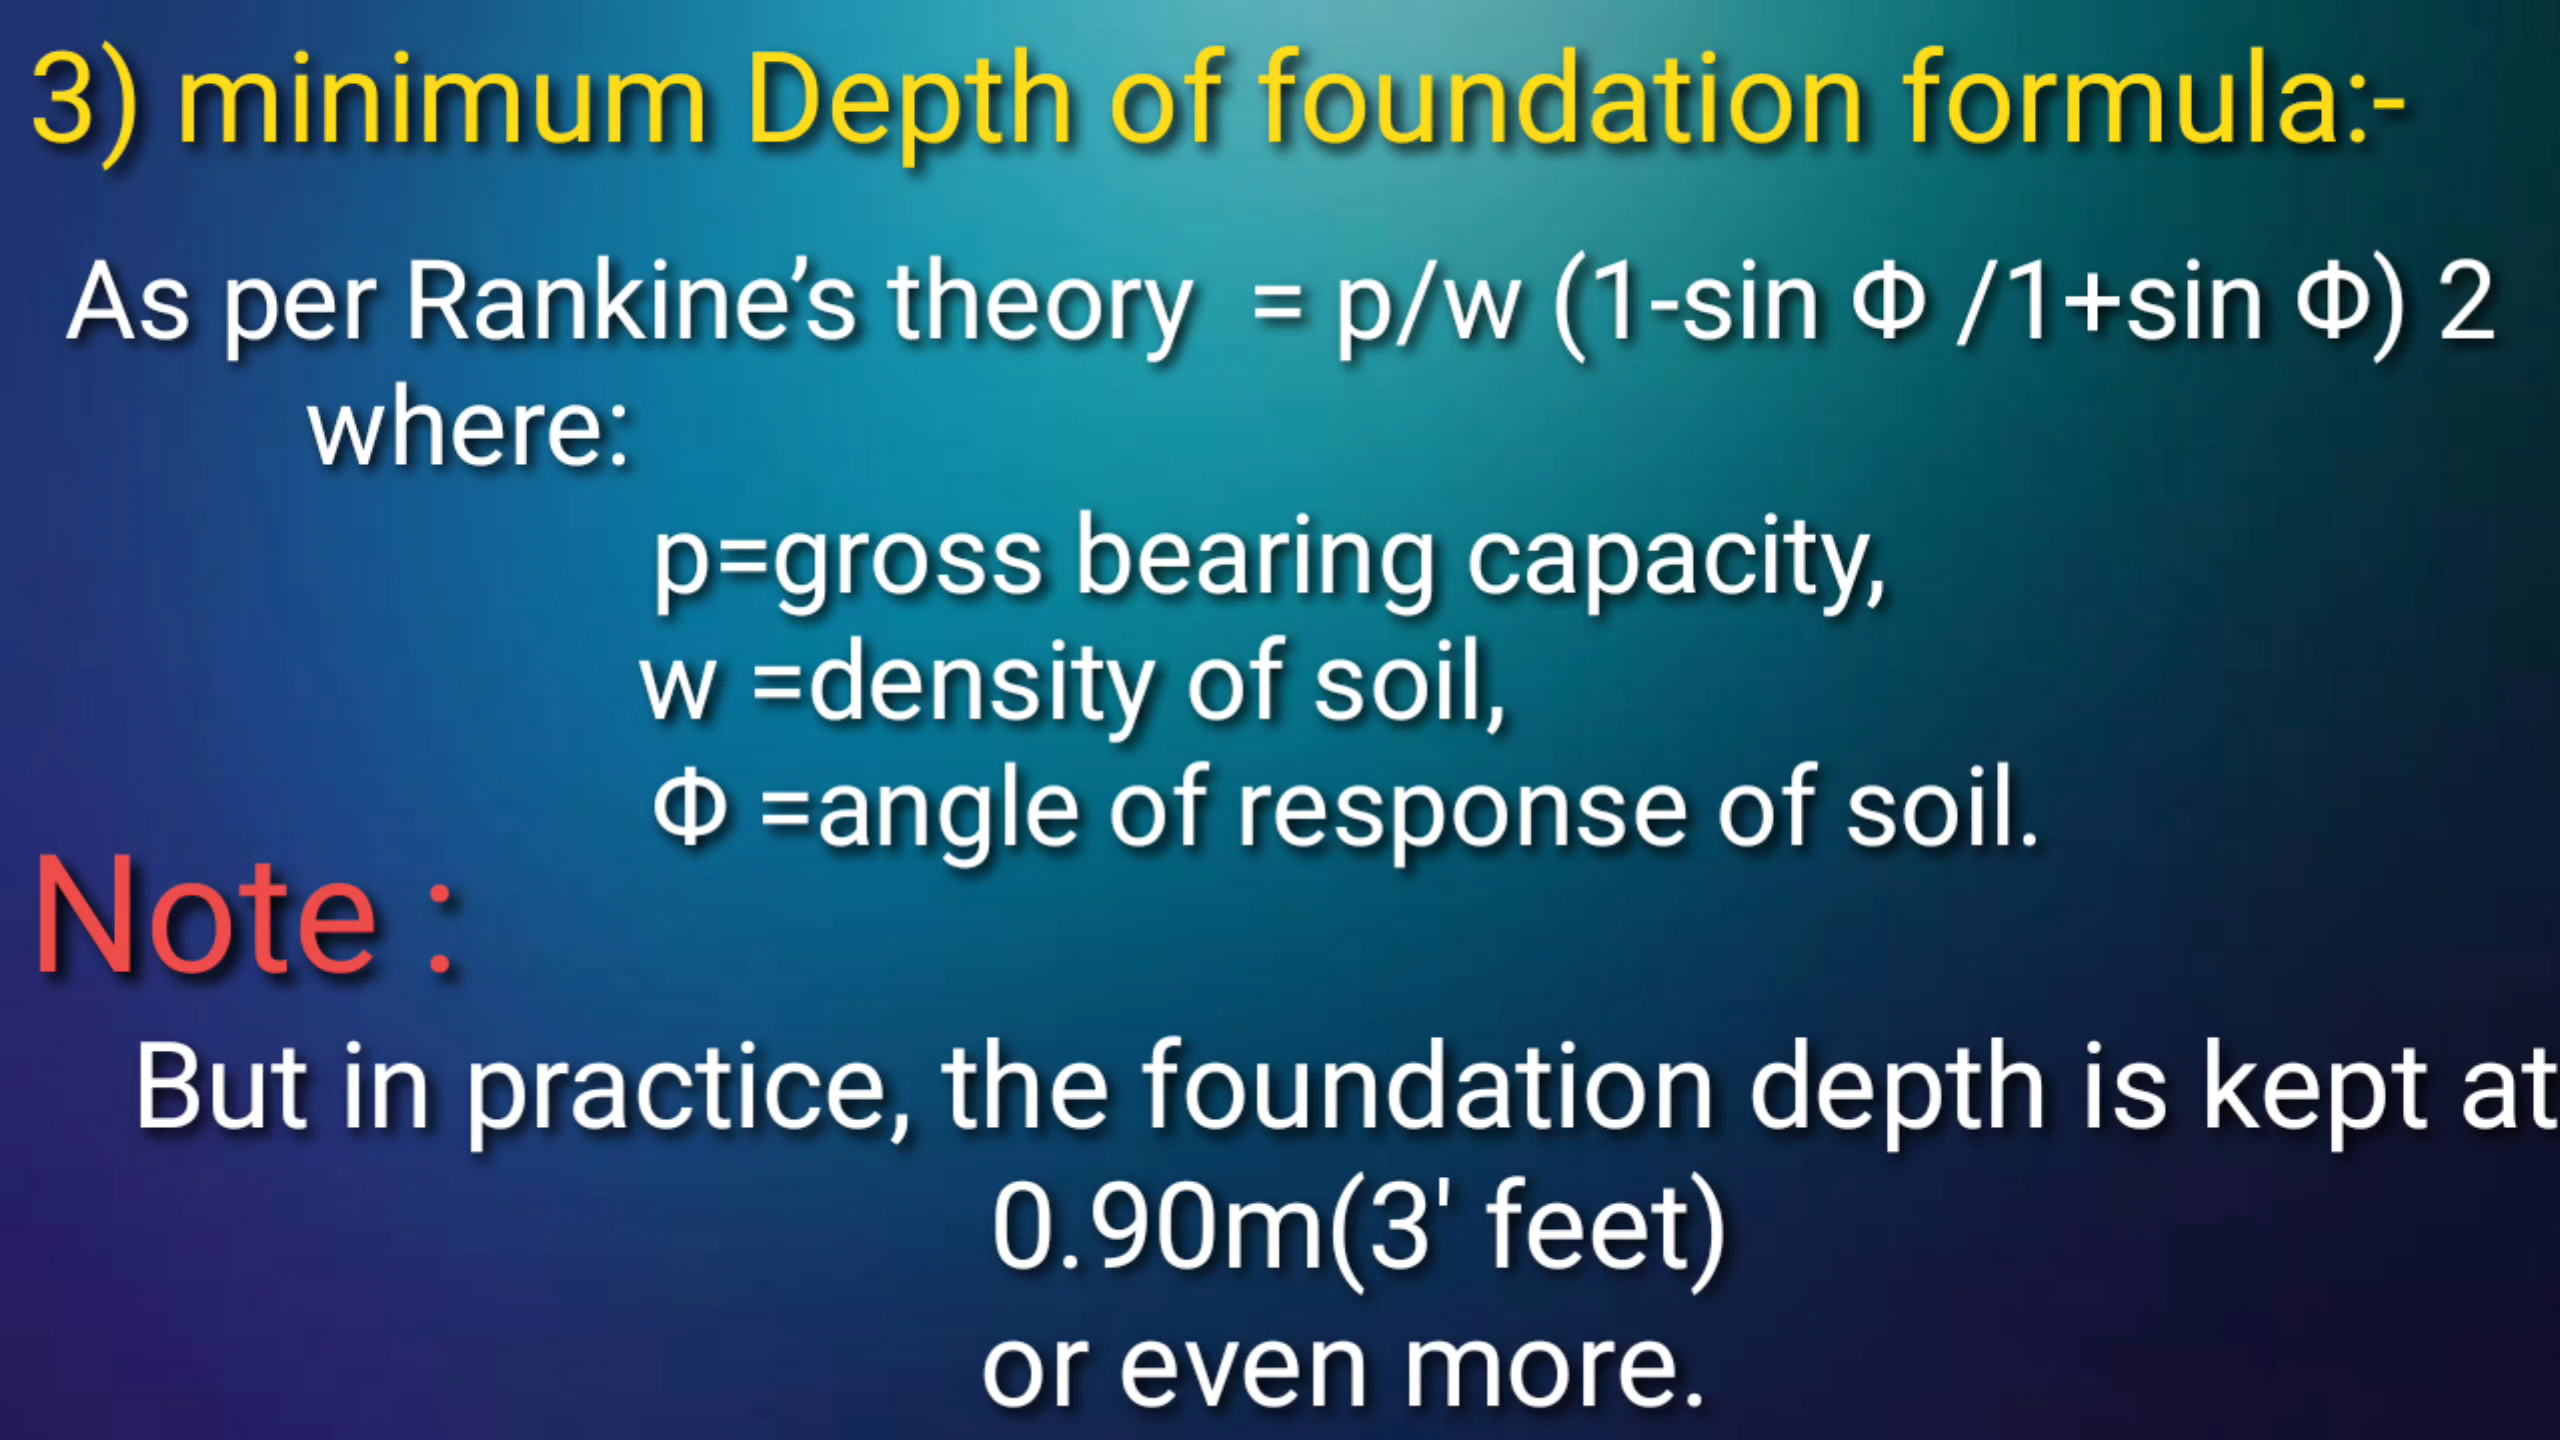 3) minimum Depth of foundation formula:-
As per Rankine’s theory = p/w (1-sin Φ /1+sin Φ) 2
where:
p=gross bearing capacity,
w =density of soil,
Φ =angle of response of soil.
Note :
But in practice, the foundation depth is kept at
0.90m(3' feet)
or even more.